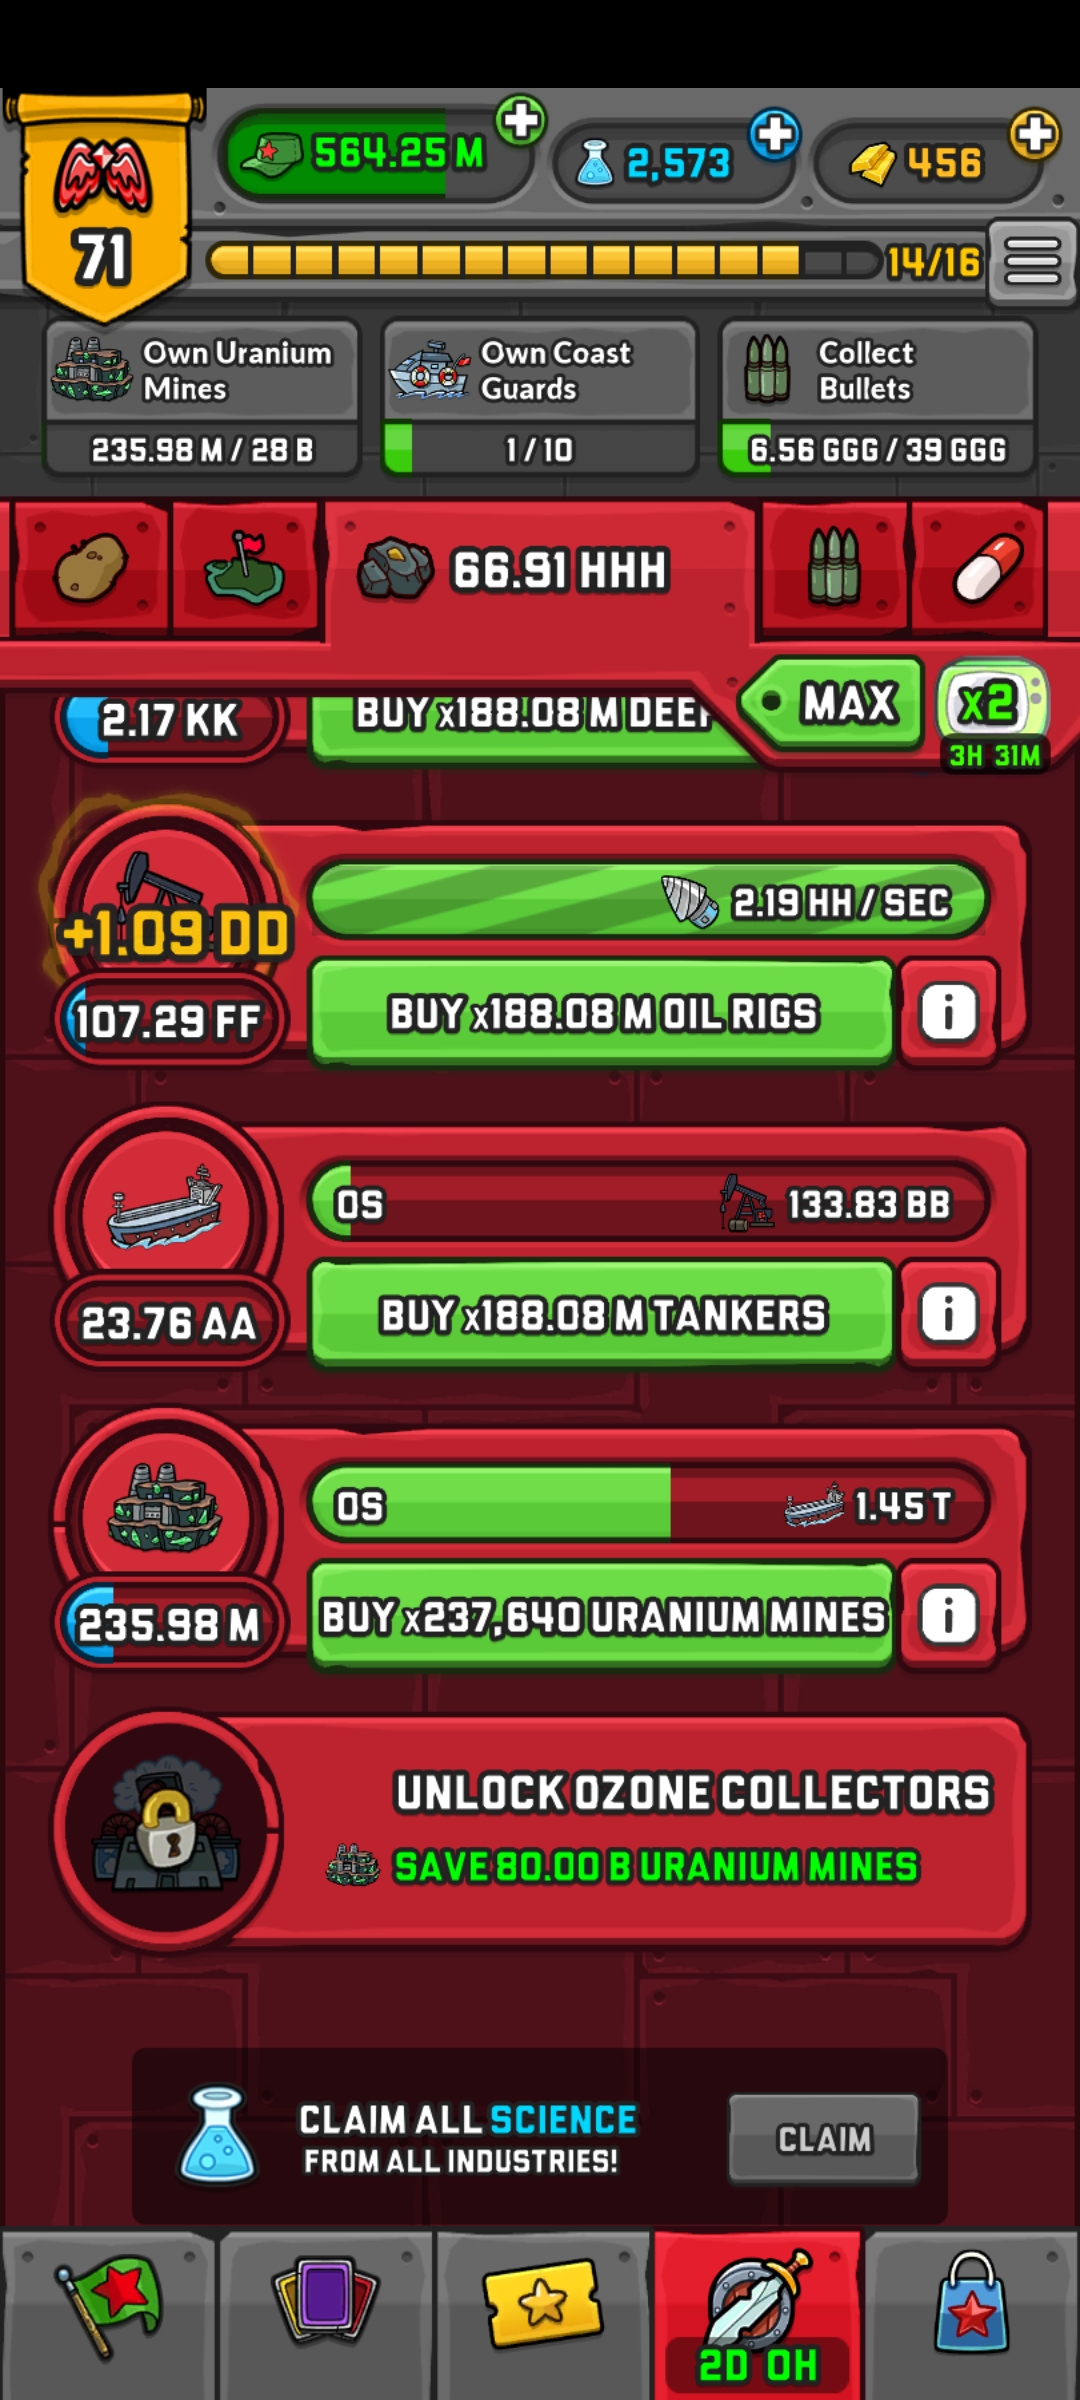 564.25 M
2,573
456
71
14/16
Own Uranium
Mines
235.98 M / 28 B
Own Coast
Guards
1 / 10
Collect
Bullets
6.56 GGG / 39 GGG
66.91 HHH
MAX
x2
3H 31M
2.17 KK
BUY x188.08 M DEEP
2.19 HH / SEC
+1.09 DD
107.29 FF
BUY x188.08 M OIL RIGS
i
0S
133.83 BB
23.76 AA
BUY x188.08 M TANKERS
i
0S
1.45 T
235.98 M
BUY x237,640 URANIUM MINES
i
UNLOCK OZONE COLLECTORS
SAVE 80.00 B URANIUM MINES
CLAIM ALL SCIENCE
FROM ALL INDUSTRIES!
CLAIM
2D 0H